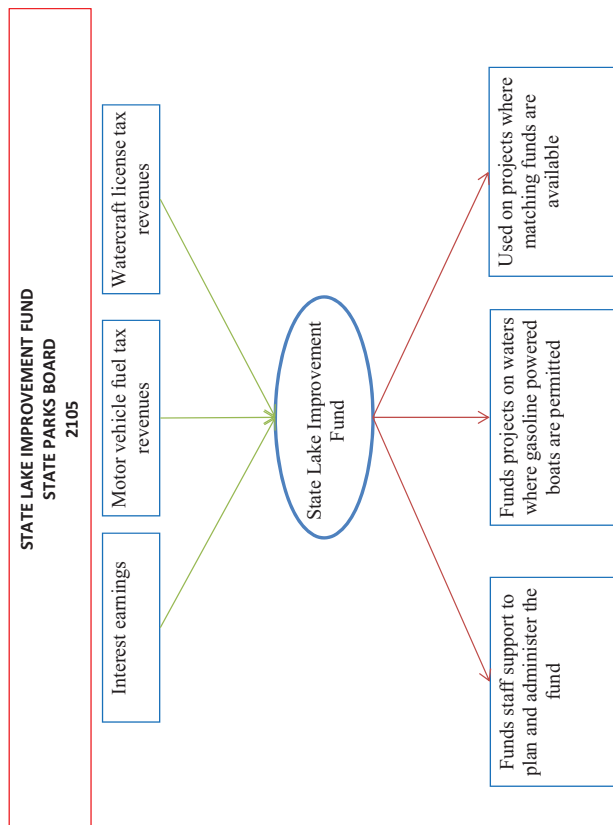 STATE LAKE IMPROVEMENT FUND
STATE PARKS BOARD
2105
Interest earnings
Motor vehicle fuel tax
revenues
Watercraft license tax
revenues
State Lake Improvement
Fund
Funds staff support to
plan and administer the
fund
Funds projects on waters
where gasoline powered
boats are permitted
Used on projects where
matching funds are
available